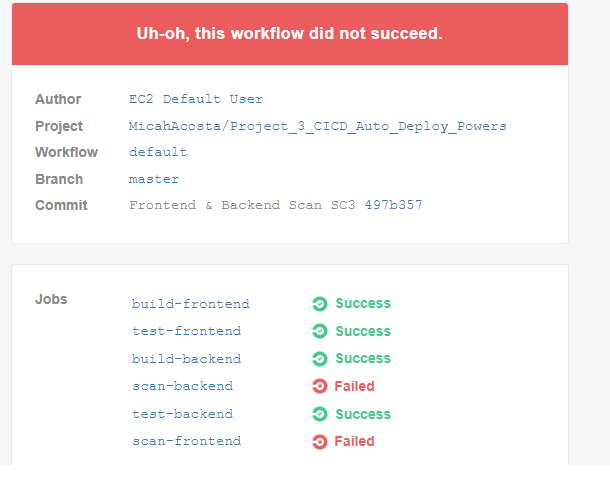 Uh-oh, this workflow did not succeed.
Author EC2 Default User
Project MicahAcosta/Project_3_CICD_Auto_Deploy_Powers
Workflow default
Branch master
Commit Frontend & Backend Scan SC3 497b357
Jobs
build-frontend Success
test-frontend Success
build-backend Success
scan-backend Failed
test-backend Success
scan-frontend Failed